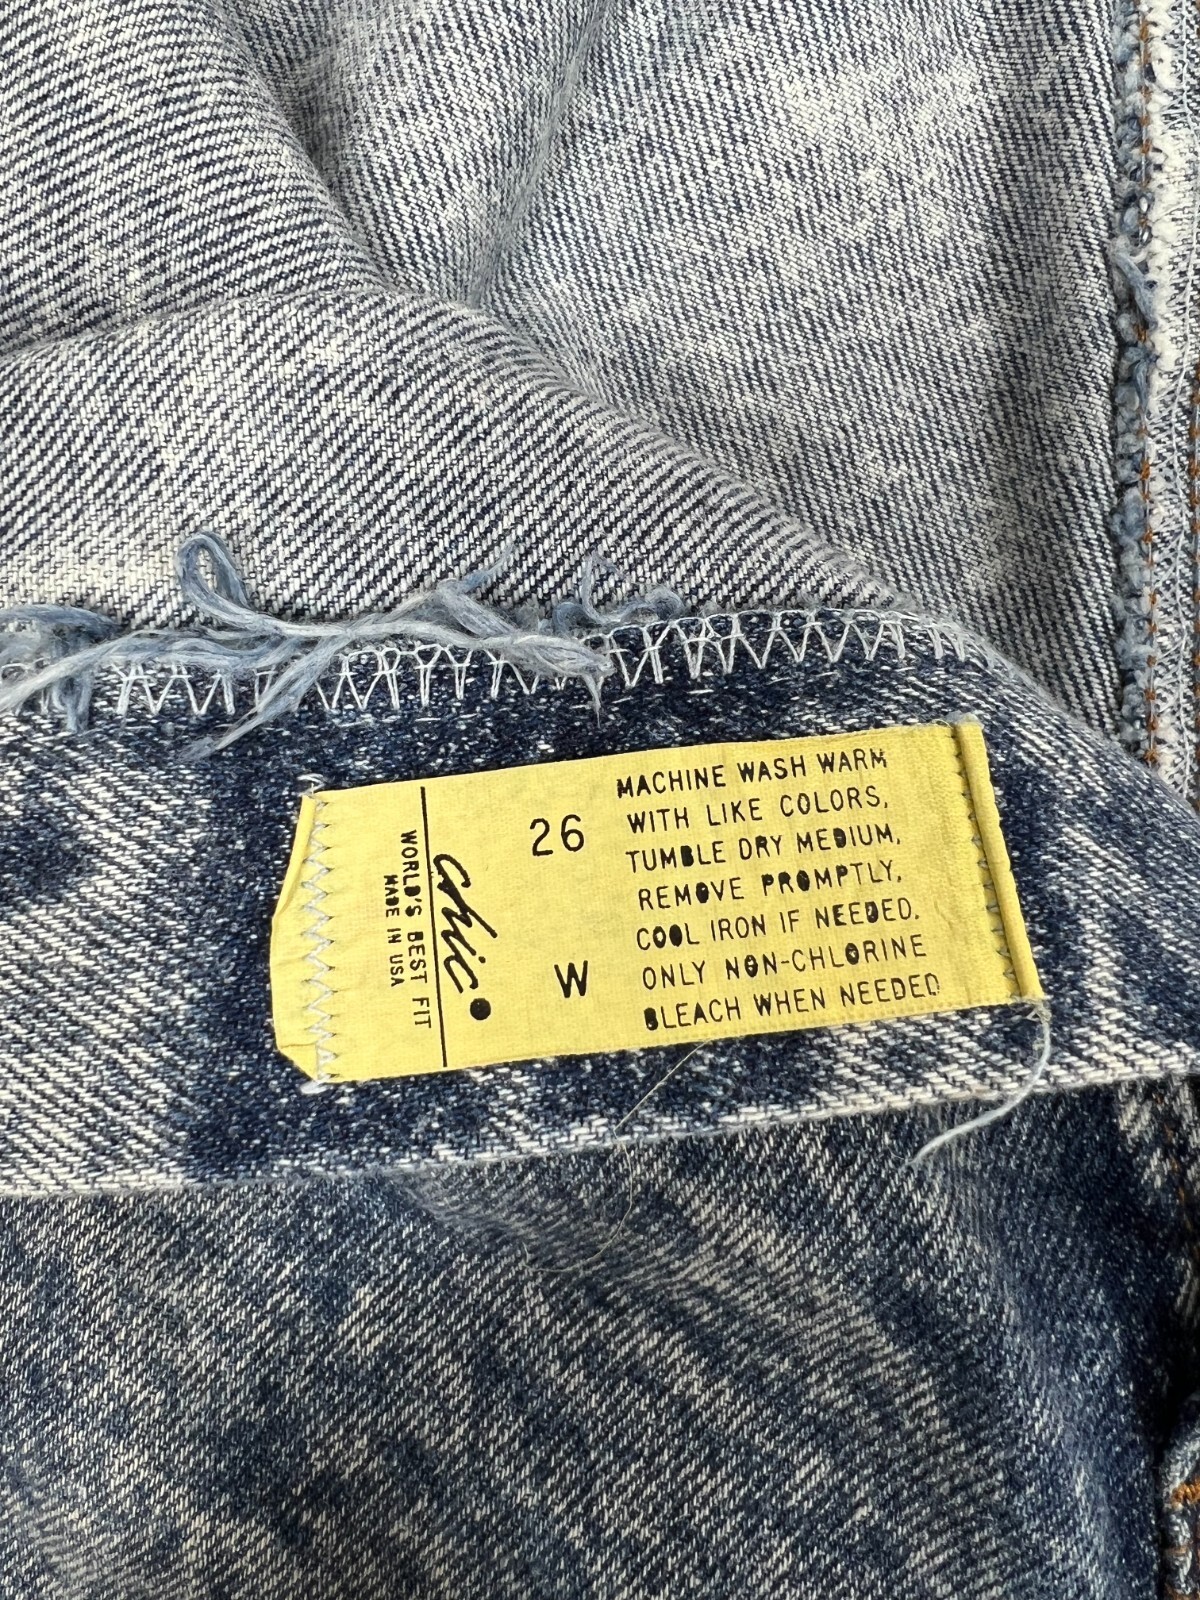 WORLD'S BEST FIT
MADE IN USA
chic
26
W
MACHINE WASH WARM
WITH LIKE COLORS,
TUMBLE DRY MEDIUM,
REMOVE PROMPTLY,
COOL IRON IF NEEDED.
ONLY NON-CHLORINE
BLEACH WHEN NEEDED